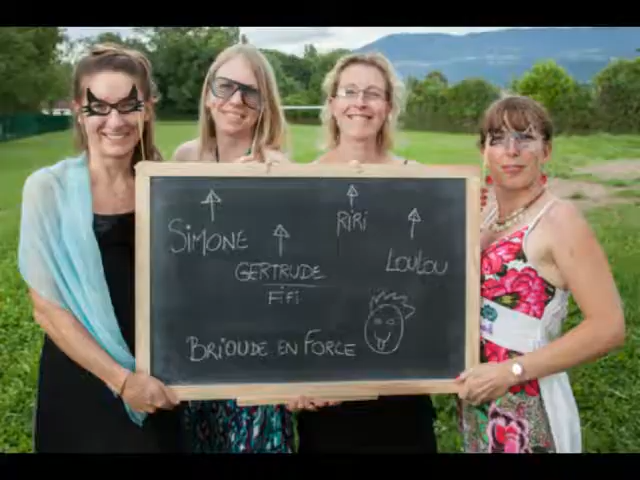 SIMONE
RIRI
GERTRUDE
FIFI
LOULOU
BRIOUDE EN FORCE